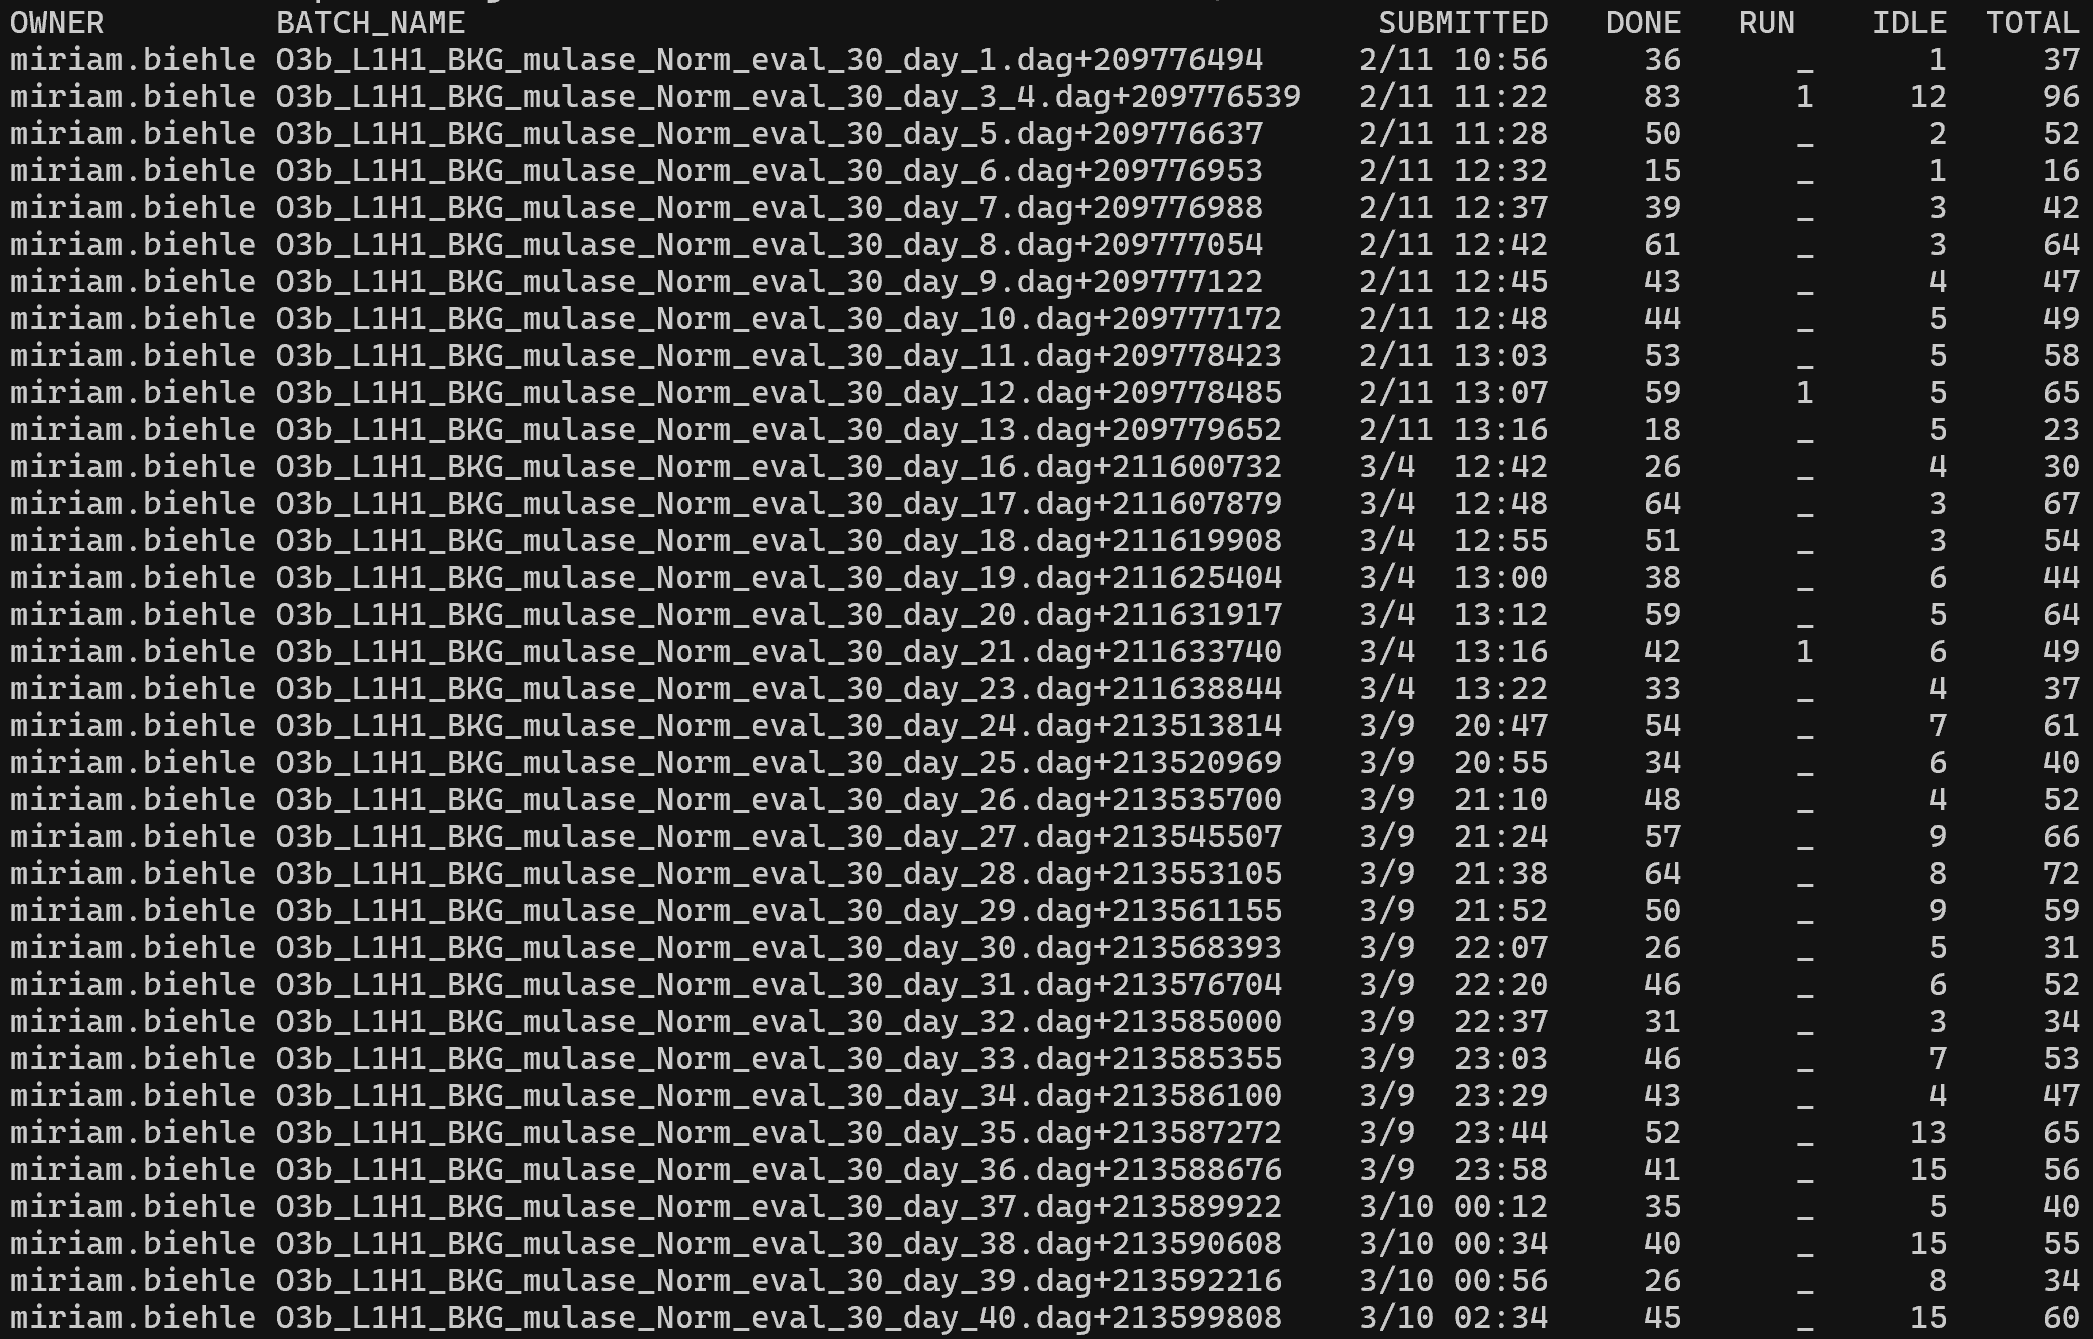 OWNER BATCH_NAME SUBMITTED DONE RUN IDLE TOTAL
miriam.biehle O3b_L1H1_BKG_mulase_Norm_eval_30_day_1.dag+209776494 2/11 10:56 36 _ 1 37
miriam.biehle O3b_L1H1_BKG_mulase_Norm_eval_30_day_3_4.dag+209776539 2/11 11:22 83 1 12 96
miriam.biehle O3b_L1H1_BKG_mulase_Norm_eval_30_day_5.dag+209776637 2/11 11:28 50 _ 2 52
miriam.biehle O3b_L1H1_BKG_mulase_Norm_eval_30_day_6.dag+209776953 2/11 12:32 15 _ 1 16
miriam.biehle O3b_L1H1_BKG_mulase_Norm_eval_30_day_7.dag+209776988 2/11 12:37 39 _ 3 42
miriam.biehle O3b_L1H1_BKG_mulase_Norm_eval_30_day_8.dag+209777054 2/11 12:42 61 _ 3 64
miriam.biehle O3b_L1H1_BKG_mulase_Norm_eval_30_day_9.dag+209777122 2/11 12:45 43 _ 4 47
miriam.biehle O3b_L1H1_BKG_mulase_Norm_eval_30_day_10.dag+209777172 2/11 12:48 44 _ 5 49
miriam.biehle O3b_L1H1_BKG_mulase_Norm_eval_30_day_11.dag+209778423 2/11 13:03 53 _ 5 58
miriam.biehle O3b_L1H1_BKG_mulase_Norm_eval_30_day_12.dag+209778485 2/11 13:07 59 1 5 65
miriam.biehle O3b_L1H1_BKG_mulase_Norm_eval_30_day_13.dag+209779652 2/11 13:16 18 _ 5 23
miriam.biehle O3b_L1H1_BKG_mulase_Norm_eval_30_day_16.dag+211600732 3/4 12:42 26 _ 4 30
miriam.biehle O3b_L1H1_BKG_mulase_Norm_eval_30_day_17.dag+211607879 3/4 12:48 64 _ 3 67
miriam.biehle O3b_L1H1_BKG_mulase_Norm_eval_30_day_18.dag+211619908 3/4 12:55 51 _ 3 54
miriam.biehle O3b_L1H1_BKG_mulase_Norm_eval_30_day_19.dag+211625404 3/4 13:00 38 _ 6 44
miriam.biehle O3b_L1H1_BKG_mulase_Norm_eval_30_day_20.dag+211631917 3/4 13:12 59 _ 5 64
miriam.biehle O3b_L1H1_BKG_mulase_Norm_eval_30_day_21.dag+211633740 3/4 13:16 42 1 6 49
miriam.biehle O3b_L1H1_BKG_mulase_Norm_eval_30_day_23.dag+211638844 3/4 13:22 33 _ 4 37
miriam.biehle O3b_L1H1_BKG_mulase_Norm_eval_30_day_24.dag+213513814 3/9 20:47 54 _ 7 61
miriam.biehle O3b_L1H1_BKG_mulase_Norm_eval_30_day_25.dag+213520969 3/9 20:55 34 _ 6 40
miriam.biehle O3b_L1H1_BKG_mulase_Norm_eval_30_day_26.dag+213535700 3/9 21:10 48 _ 4 52
miriam.biehle O3b_L1H1_BKG_mulase_Norm_eval_30_day_27.dag+213545507 3/9 21:24 57 _ 9 66
miriam.biehle O3b_L1H1_BKG_mulase_Norm_eval_30_day_28.dag+213553105 3/9 21:38 64 _ 8 72
miriam.biehle O3b_L1H1_BKG_mulase_Norm_eval_30_day_29.dag+213561155 3/9 21:52 50 _ 9 59
miriam.biehle O3b_L1H1_BKG_mulase_Norm_eval_30_day_30.dag+213568393 3/9 22:07 26 _ 5 31
miriam.biehle O3b_L1H1_BKG_mulase_Norm_eval_30_day_31.dag+213576704 3/9 22:20 46 _ 6 52
miriam.biehle O3b_L1H1_BKG_mulase_Norm_eval_30_day_32.dag+213585000 3/9 22:37 31 _ 3 34
miriam.biehle O3b_L1H1_BKG_mulase_Norm_eval_30_day_33.dag+213585355 3/9 23:03 46 _ 7 53
miriam.biehle O3b_L1H1_BKG_mulase_Norm_eval_30_day_34.dag+213586100 3/9 23:29 43 _ 4 47
miriam.biehle O3b_L1H1_BKG_mulase_Norm_eval_30_day_35.dag+213587272 3/9 23:44 52 _ 13 65
miriam.biehle O3b_L1H1_BKG_mulase_Norm_eval_30_day_36.dag+213588676 3/9 23:58 41 _ 15 56
miriam.biehle O3b_L1H1_BKG_mulase_Norm_eval_30_day_37.dag+213589922 3/10 00:12 35 _ 5 40
miriam.biehle O3b_L1H1_BKG_mulase_Norm_eval_30_day_38.dag+213590608 3/10 00:34 40 _ 15 55
miriam.biehle O3b_L1H1_BKG_mulase_Norm_eval_30_day_39.dag+213592216 3/10 00:56 26 _ 8 34
miriam.biehle O3b_L1H1_BKG_mulase_Norm_eval_30_day_40.dag+213599808 3/10 02:34 45 _ 15 60